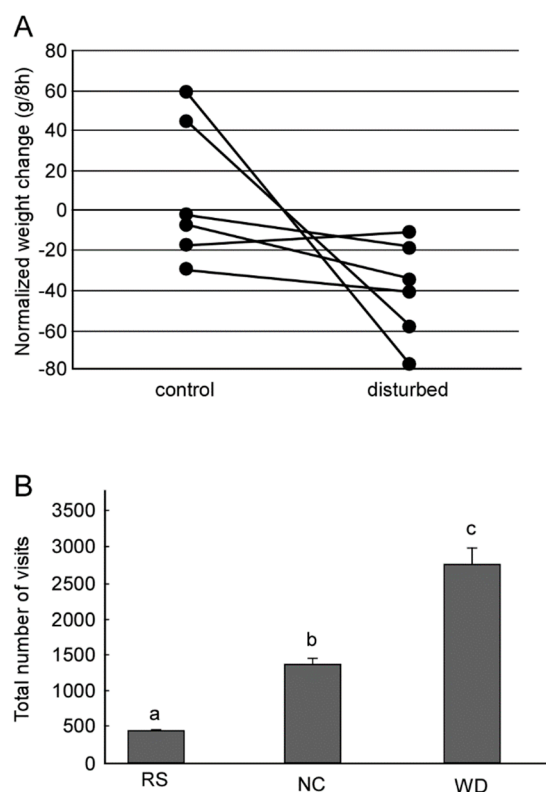 A
Normalized weight change (g/8h)
80
60
40
20
0
-20
-40
-60
-80
control disturbed
B
Total number of visits
3500
3000
2500
2000
1500
1000
500
0
a
b
c
RS NC WD